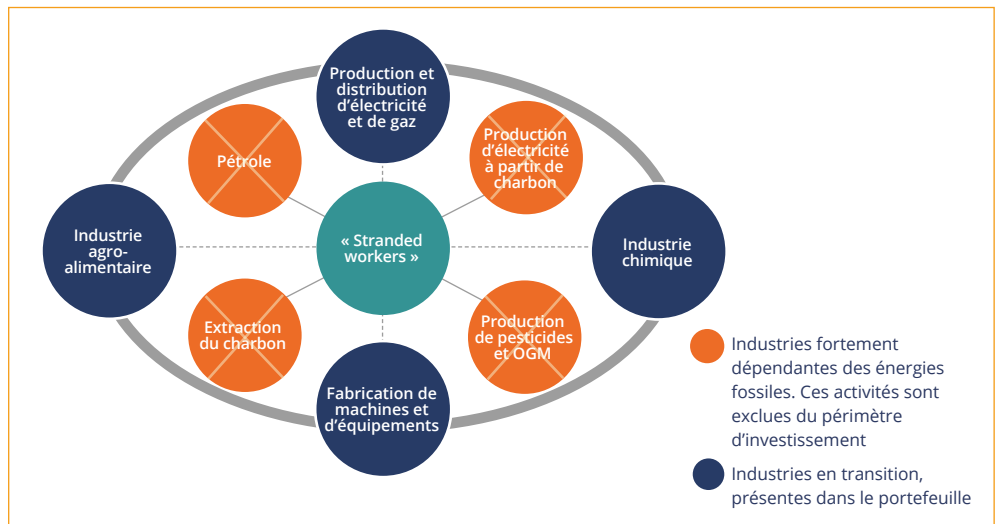 Production et
distribution
d'électricité
et de gaz
Pétrole
Production
d'électricité
à partir de
charbon
Industrie
agro-
alimentaire
« Stranded
workers »
Industrie
chimique
Extraction
du charbon
Production
de pesticides
et OGM
Fabrication de
machines et
d'équipements
Industries fortement
dépendantes des énergies
fossiles. Ces activités sont
exclues du périmètre
d'investissement
Industries en transition,
présentes dans le portefeuille